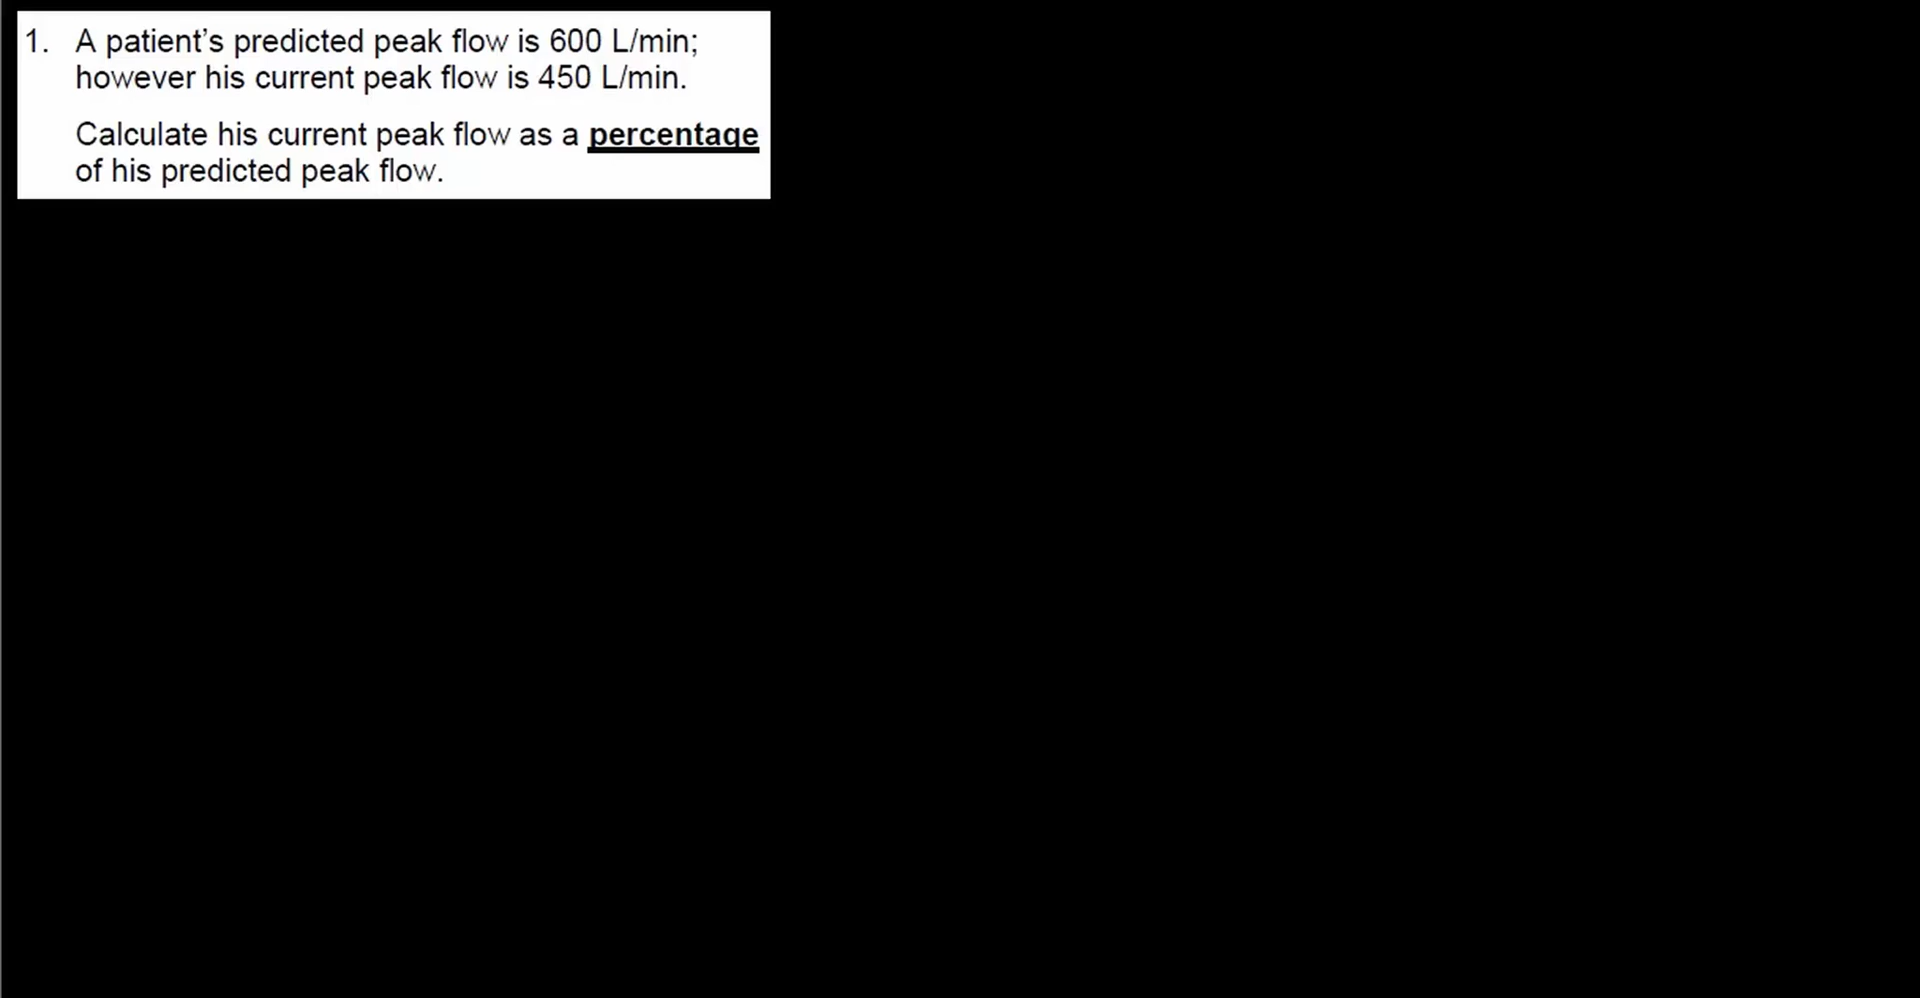 1. A patient’s predicted peak flow is 600 L/min;
however his current peak flow is 450 L/min.
Calculate his current peak flow as a percentage
of his predicted peak flow.